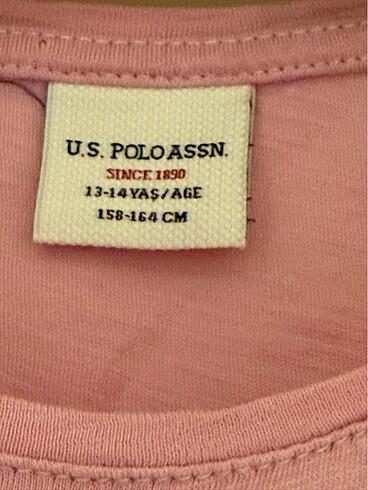 U.S. POLO ASSN.
SINCE 1890
13-14 YAŞ/AGE
158-164 CM